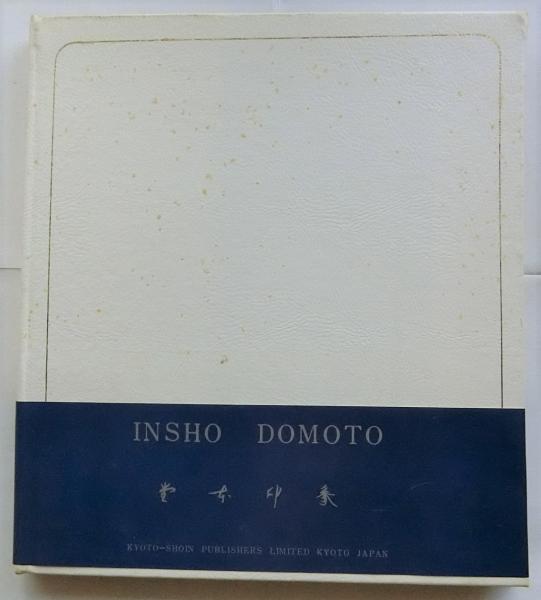 INSHO DOMOTO
堂本印象
KYOTO-SHOIN PUBLISHERS LIMITED KYOTO JAPAN